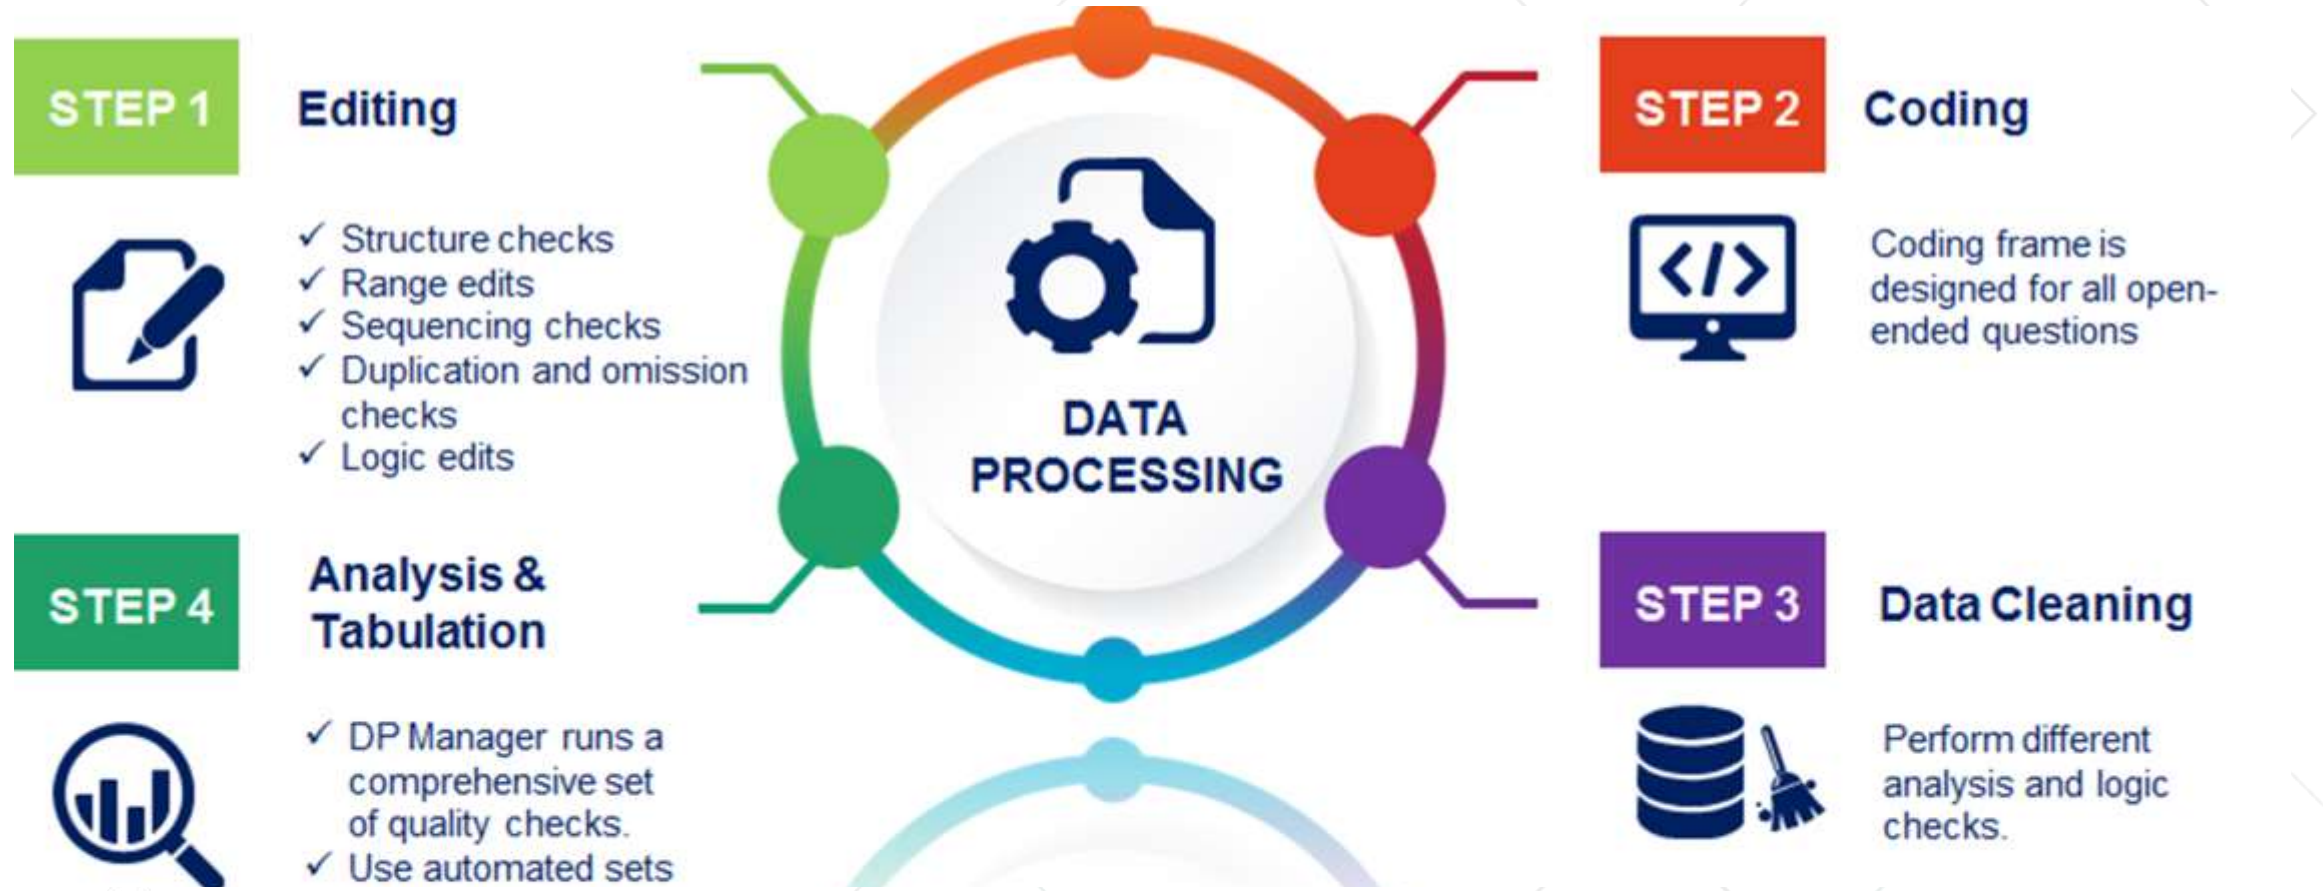 STEP 1
Editing
✓ Structure checks
✓ Range edits
✓ Sequencing checks
✓ Duplication and omission
checks
✓ Logic edits
STEP 2
Coding
</>
Coding frame is
designed for all open-
ended questions
DATA
PROCESSING
STEP 4
Analysis &
Tabulation
✓ DP Manager runs a
comprehensive set
of quality checks.
✓ Use automated sets
STEP 3
Data Cleaning
Perform different
analysis and logic
checks.